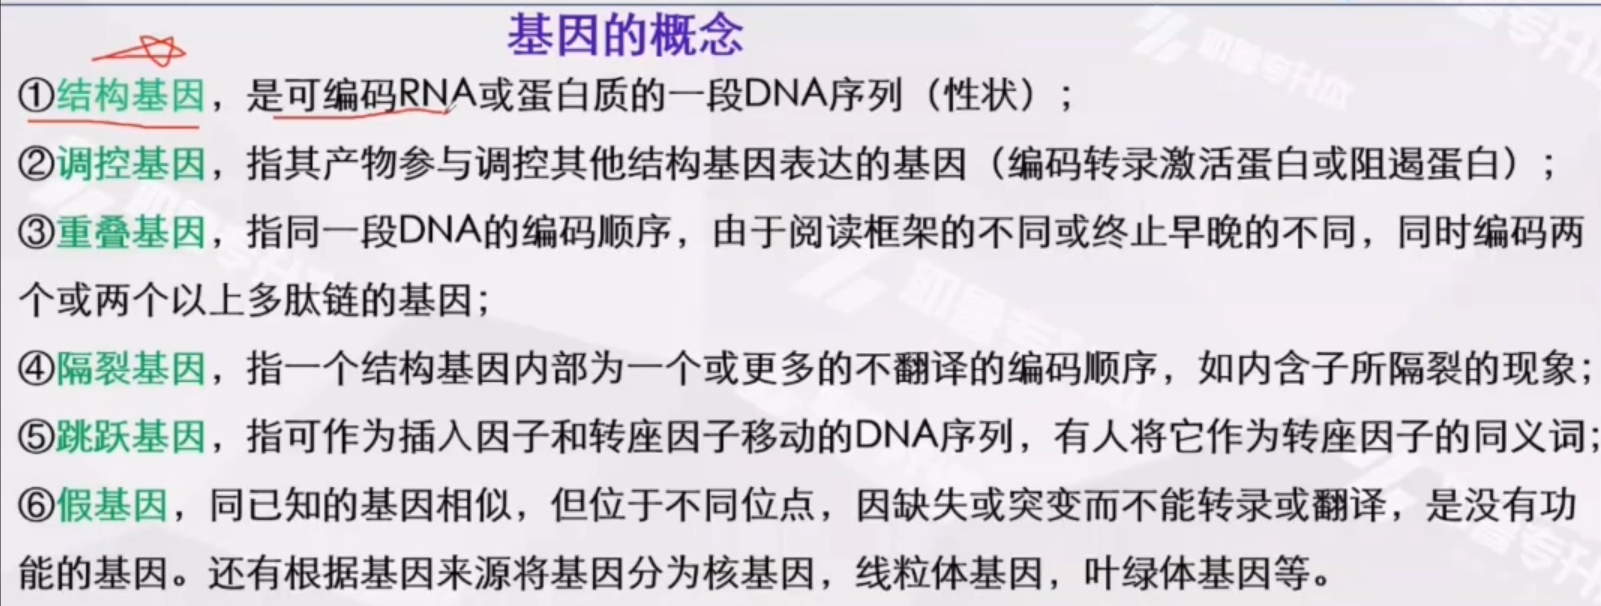 基因的概念
①结构基因，是可编码RNA或蛋白质的一段DNA序列（性状）；
②调控基因，指其产物参与调控其他结构基因表达的基因（编码转录激活蛋白或阻遏蛋白）；
③重叠基因，指同一段DNA的编码顺序，由于阅读框架的不同或终止早晚的不同，同时编码两
个或两个以上多肽链的基因；
④隔裂基因，指一个结构基因内部为一个或更多的不翻译的编码顺序，如内含子所隔裂的现象；
⑤跳跃基因，指可作为插入因子和转座因子移动的DNA序列，有人将它作为转座因子的同义词；
⑥假基因，同已知的基因相似，但位于不同位点，因缺失或突变而不能转录或翻译，是没有功
能的基因。还有根据基因来源将基因分为核基因，线粒体基因，叶绿体基因等。